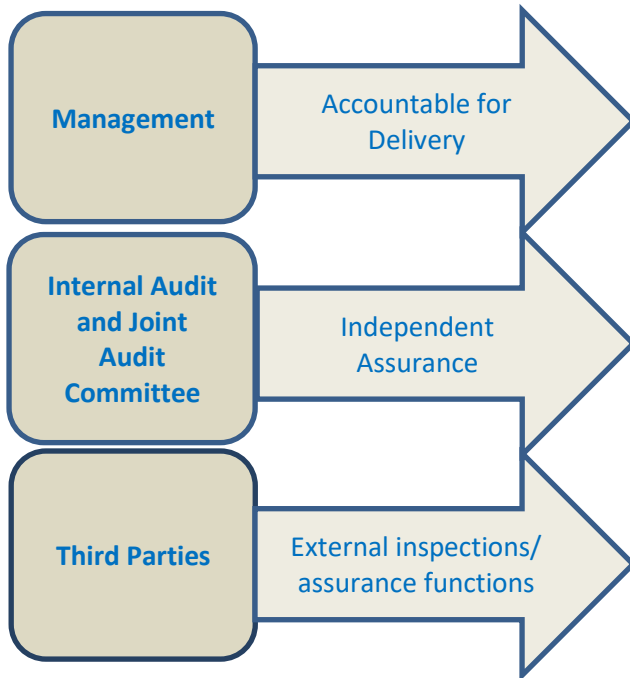 Management
Accountable for
Delivery
Internal Audit
and Joint
Audit
Committee
Independent
Assurance
Third Parties
External inspections/
assurance functions